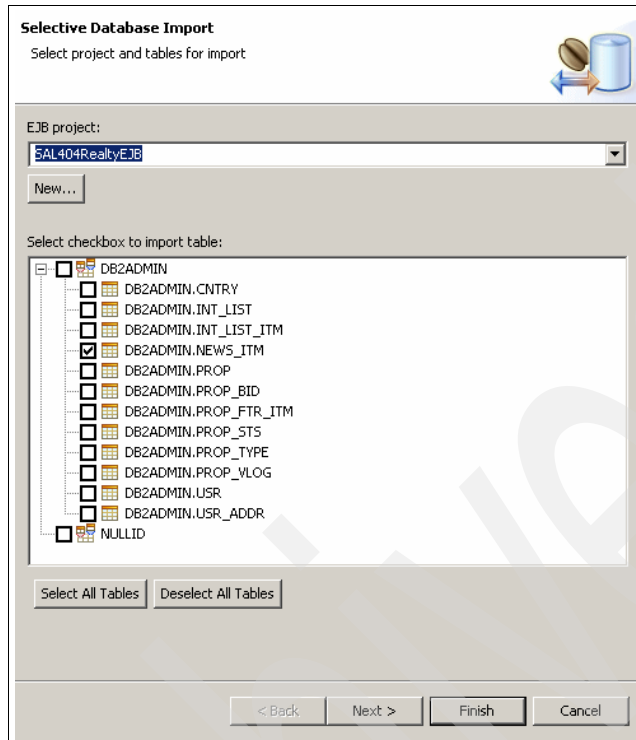 Selective Database Import
Select project and tables for import
EJB project:
SAL404RealtyEJB
New...
Select checkbox to import table:
DB2ADMIN
DB2ADMIN.CNTRY
DB2ADMIN.INT_LIST
DB2ADMIN.INT_LIST_ITM
DB2ADMIN.NEWS_ITM
DB2ADMIN.PROP
DB2ADMIN.PROP_BID
DB2ADMIN.PROP_FTR_ITM
DB2ADMIN.PROP_STS
DB2ADMIN.PROP_TYPE
DB2ADMIN.PROP_VLOG
DB2ADMIN.USR
DB2ADMIN.USR_ADDR
NULLID
Select All Tables Deselect All Tables
< Back Next > Finish Cancel